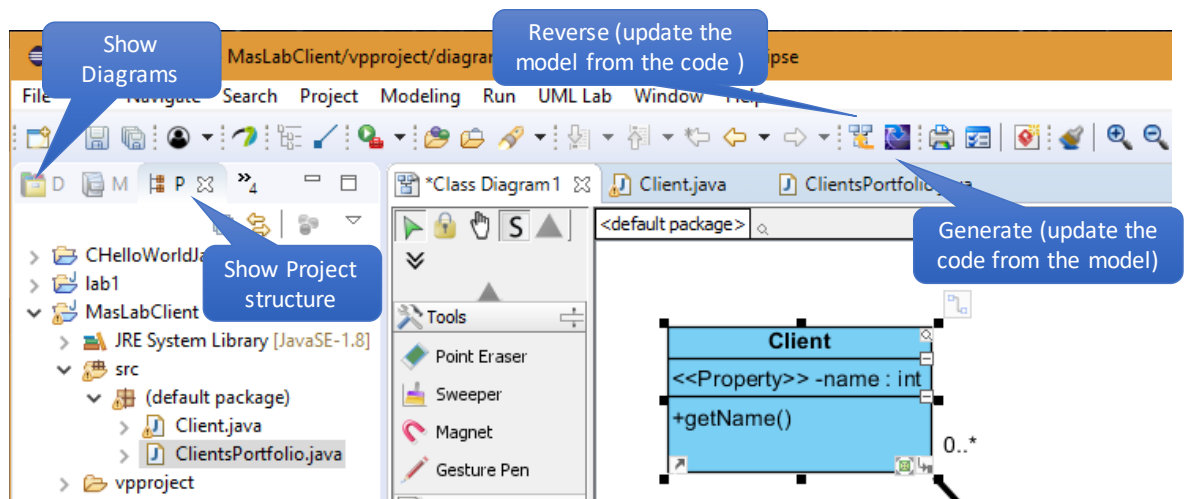 Show
Diagrams
Reverse (update the
model from the code )
MasLabClient/vpproject/diagra
ipse
File
Navigate
Search
Project
Modeling
Run
UML Lab
Window
Help
D
M
P
»4
*Class Diagram1
Client.java
ClientsPortfolio.java
S
<default package>
Generate (update the
code from the model)
Show Project
structure
CHelloWorldJa
lab1
MasLabClient
JRE System Library [JavaSE-1.8]
src
(default package)
Client.java
ClientsPortfolio.java
vpproject
Tools
Point Eraser
Sweeper
Magnet
Gesture Pen
Client
<<Property>> -name : int
+getName()
0..*